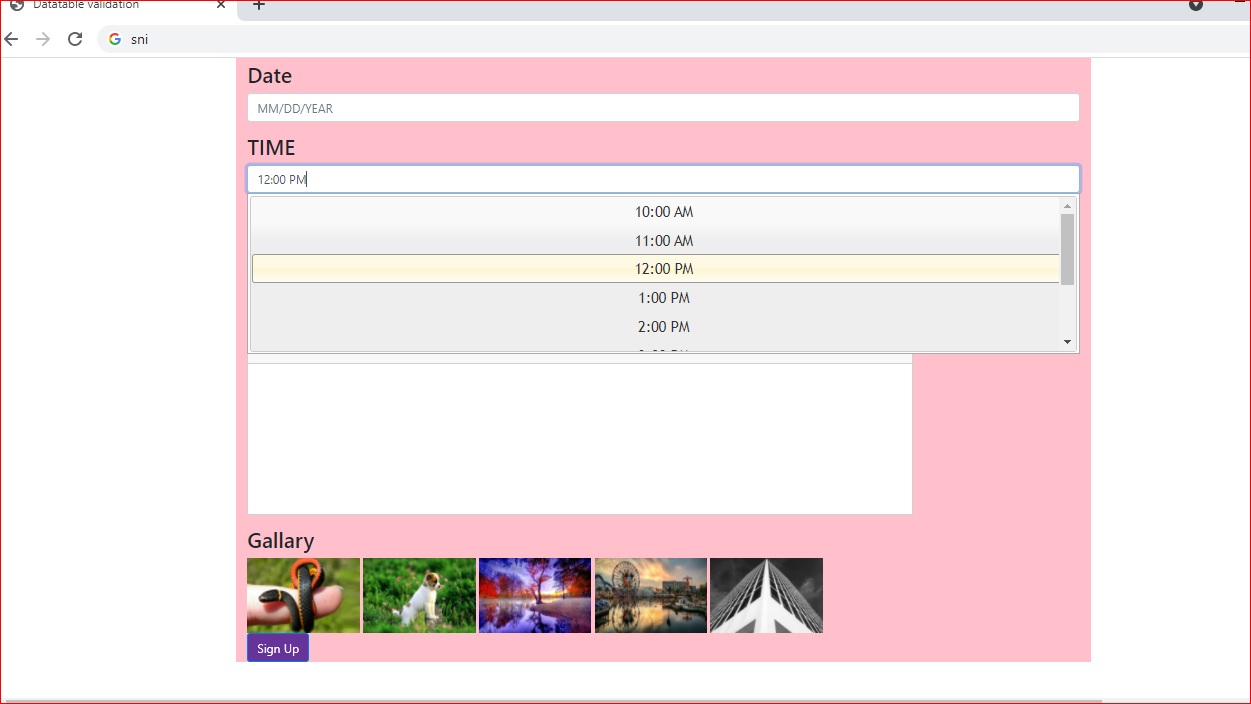 Datatable validation
sni
Date
MM/DD/YEAR
TIME
12:00 PM
10:00 AM
11:00 AM
12:00 PM
1:00 PM
2:00 PM
Gallary
Sign Up